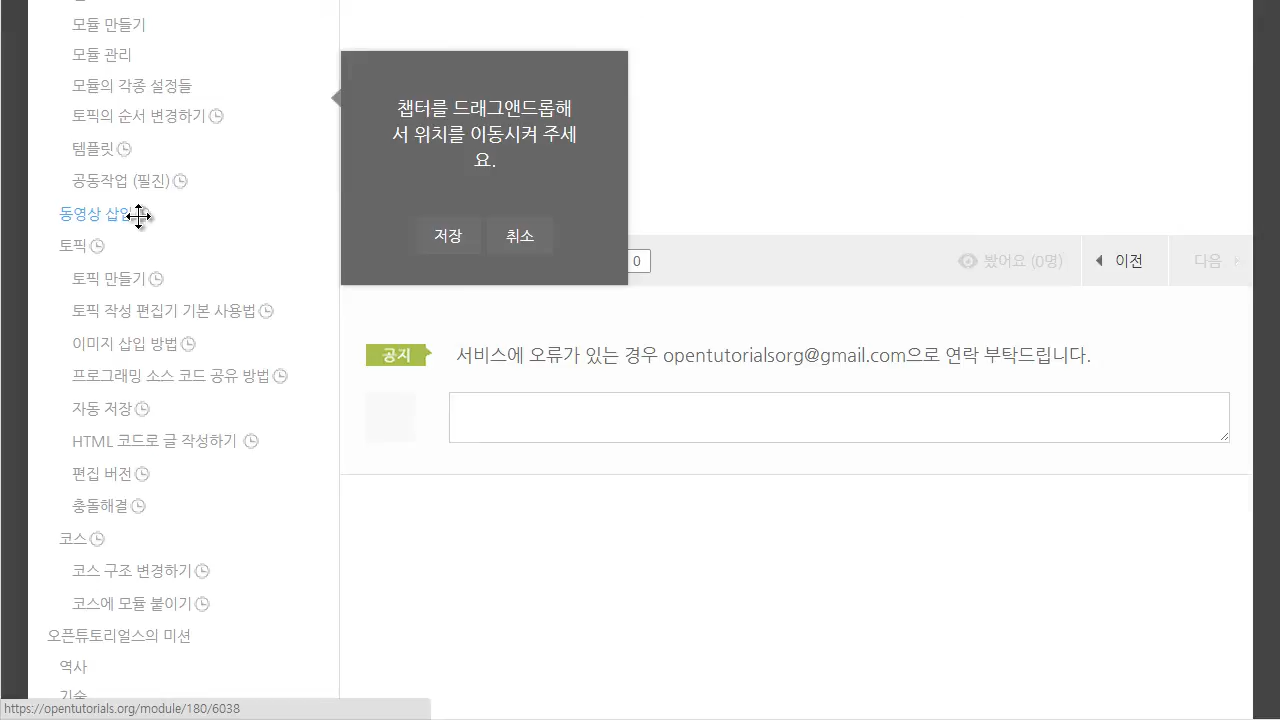 모듈 만들기
모듈 관리
모듈의 각종 설정들
토픽의 순서 변경하기
템플릿
공동작업 (필진)
동영상 삽입
토픽
토픽 만들기
토픽 작성 편집기 기본 사용법
이미지 삽입 방법
프로그래밍 소스 코드 공유 방법
자동 저장
HTML 코드로 글 작성하기
편집 버전
충돌해결
코스
코스 구조 변경하기
코스에 모듈 붙이기
오픈튜토리얼스의 미션
역사
기술
https://opentutorials.org/module/180/6038
챕터를 드래그앤드롭해
서 위치를 이동시켜 주세
요.
저장 취소
0 봤어요 (0명) 이전 다음
공지 서비스에 오류가 있는 경우 opentutorialsorg@gmail.com으로 연락 부탁드립니다.